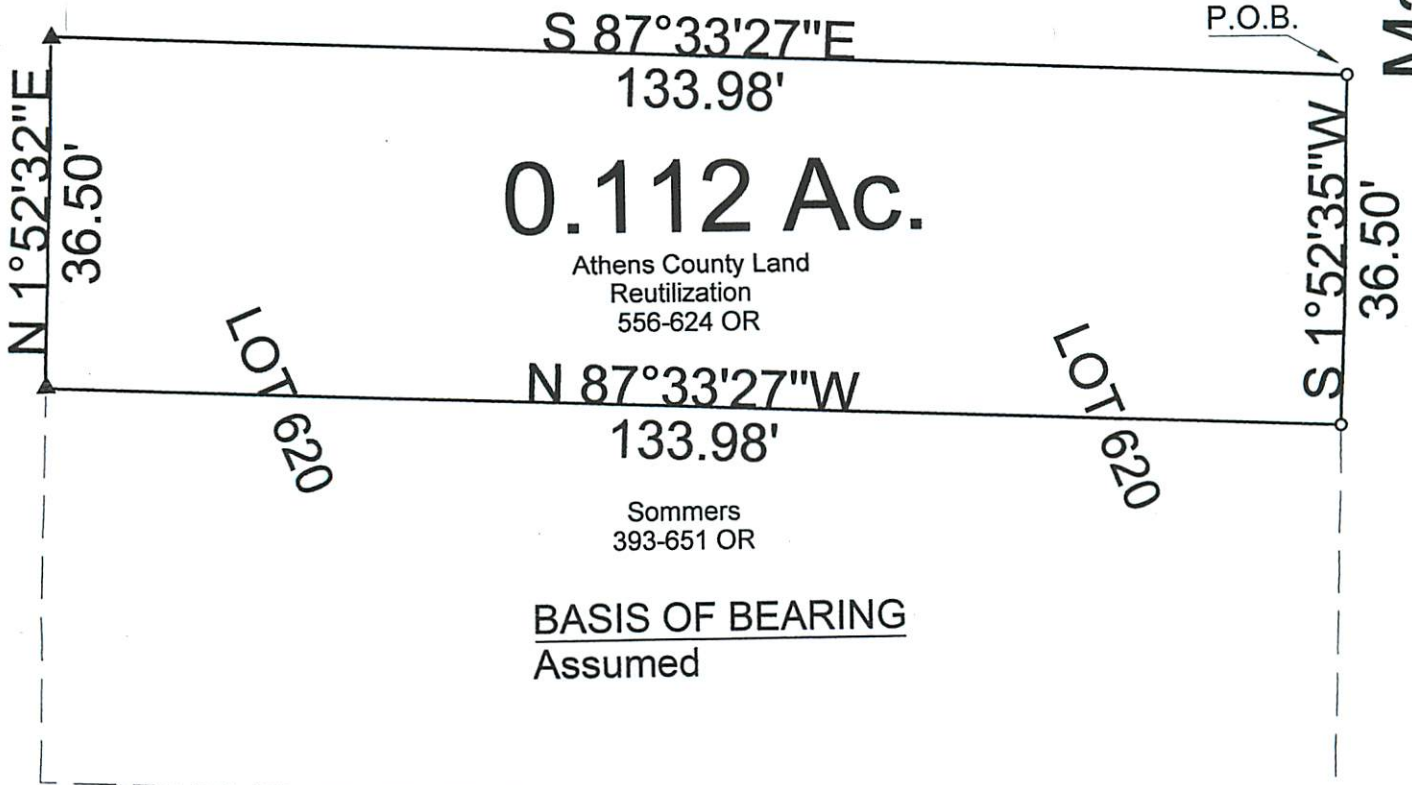 P.O.B.
S 87°33'27"E
133.98'
N 1°52'32"E
36.50'
0.112 Ac.
Athens County Land
Reutilization
556-624 OR
S 1°52'35"W
36.50'
LOT 620
LOT 620
N 87°33'27"W
133.98'
Sommers
393-651 OR
BASIS OF BEARING
Assumed